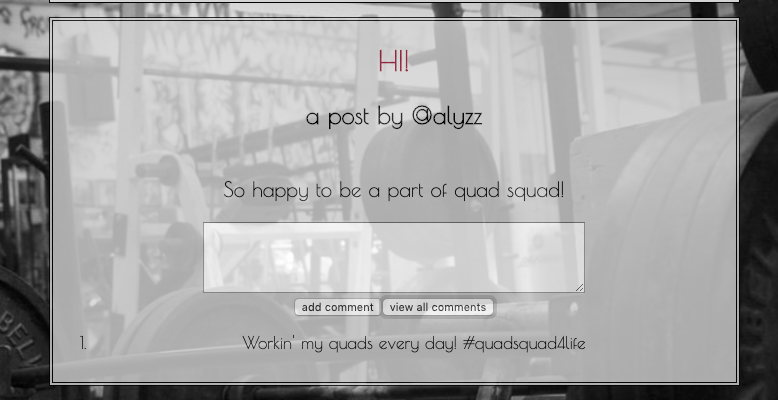 HI!
a post by @alyzz
So happy to be a part of quad squad!
add comment view all comments
1. Workin' my quads every day! #quadsquad4life
BELL